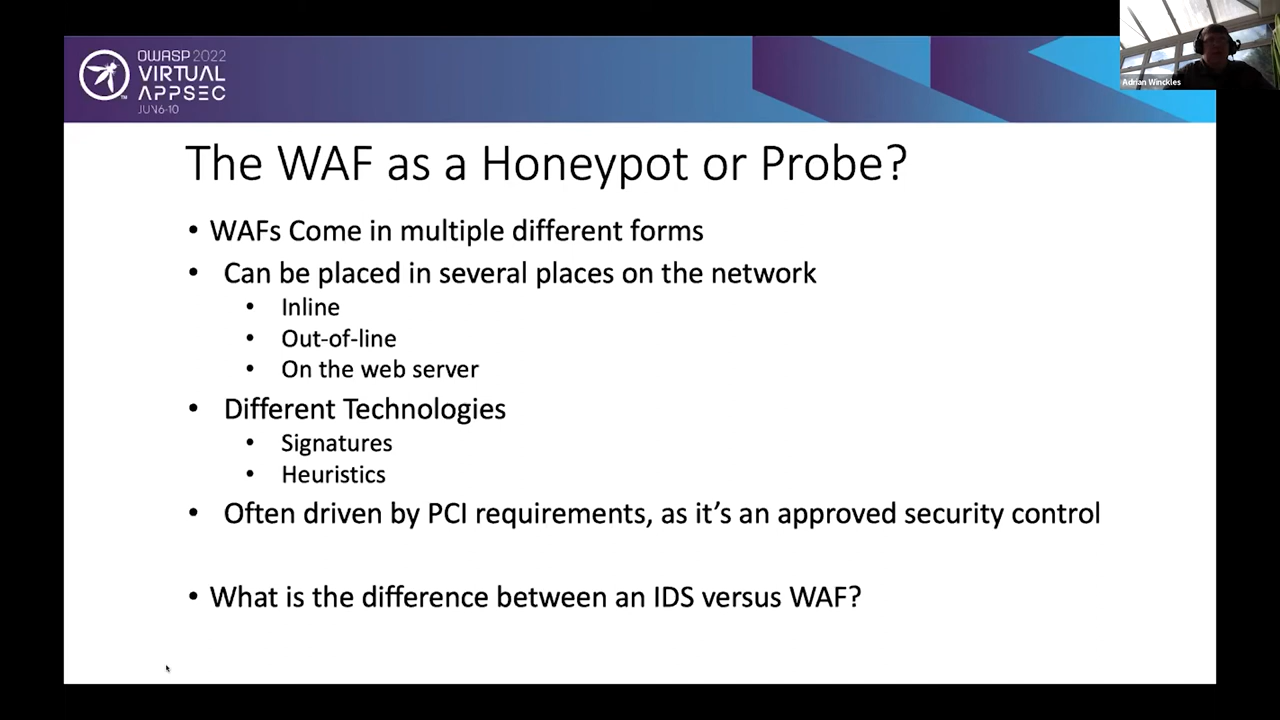 OWASP 2022
VIRTUAL
APPSEC
JUN 6-10
Adrian Winckles
The WAF as a Honeypot or Probe?
• WAFs Come in multiple different forms
• Can be placed in several places on the network
• Inline
• Out-of-line
• On the web server
• Different Technologies
• Signatures
• Heuristics
• Often driven by PCI requirements, as it’s an approved security control
• What is the difference between an IDS versus WAF?